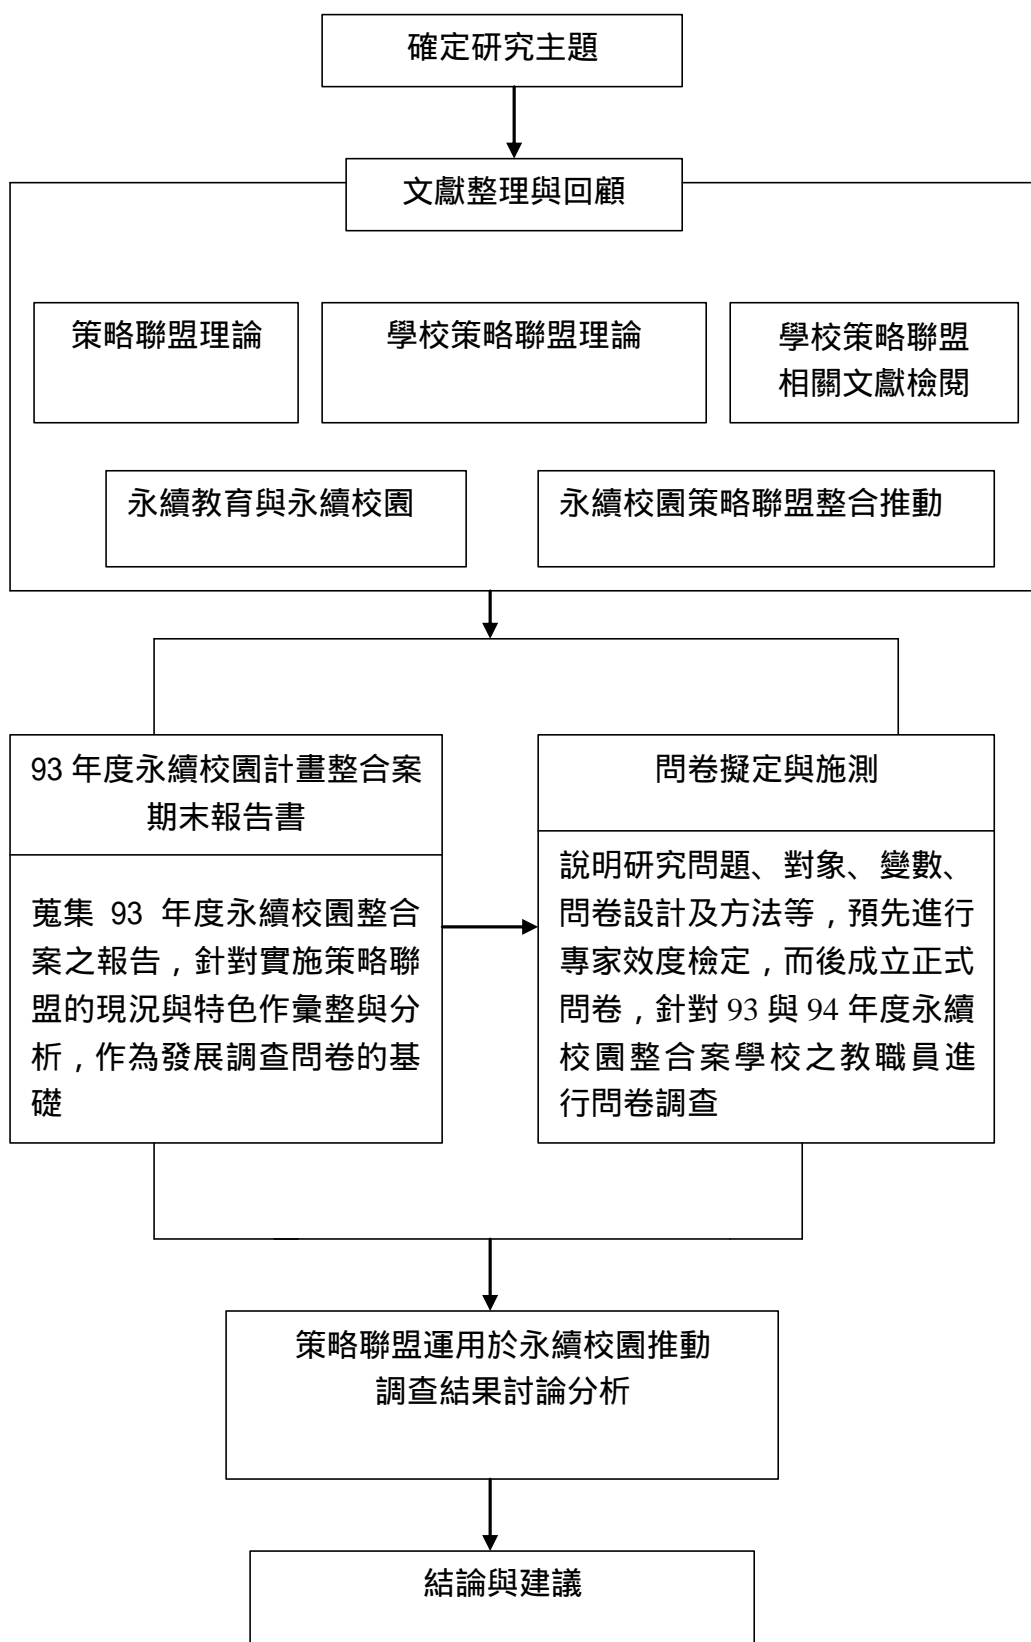 確定研究主題
文獻整理與回顧
策略聯盟理論
學校策略聯盟理論
學校策略聯盟
相關文獻檢閱
永續教育與永續校園
永續校園策略聯盟整合推動
93 年度永續校園計畫整合案
期末報告書
蒐集 93 年度永續校園整合
案之報告，針對實施策略聯
盟的現況與特色作彙整與分
析，作為發展調查問卷的基
礎
問卷擬定與施測
說明研究問題、對象、變數、
問卷設計及方法等，預先進行
專家效度檢定，而後成立正式
問卷，針對 93 與 94 年度永續
校園整合案學校之教職員進
行問卷調查
策略聯盟運用於永續校園推動
調查結果討論分析
結論與建議